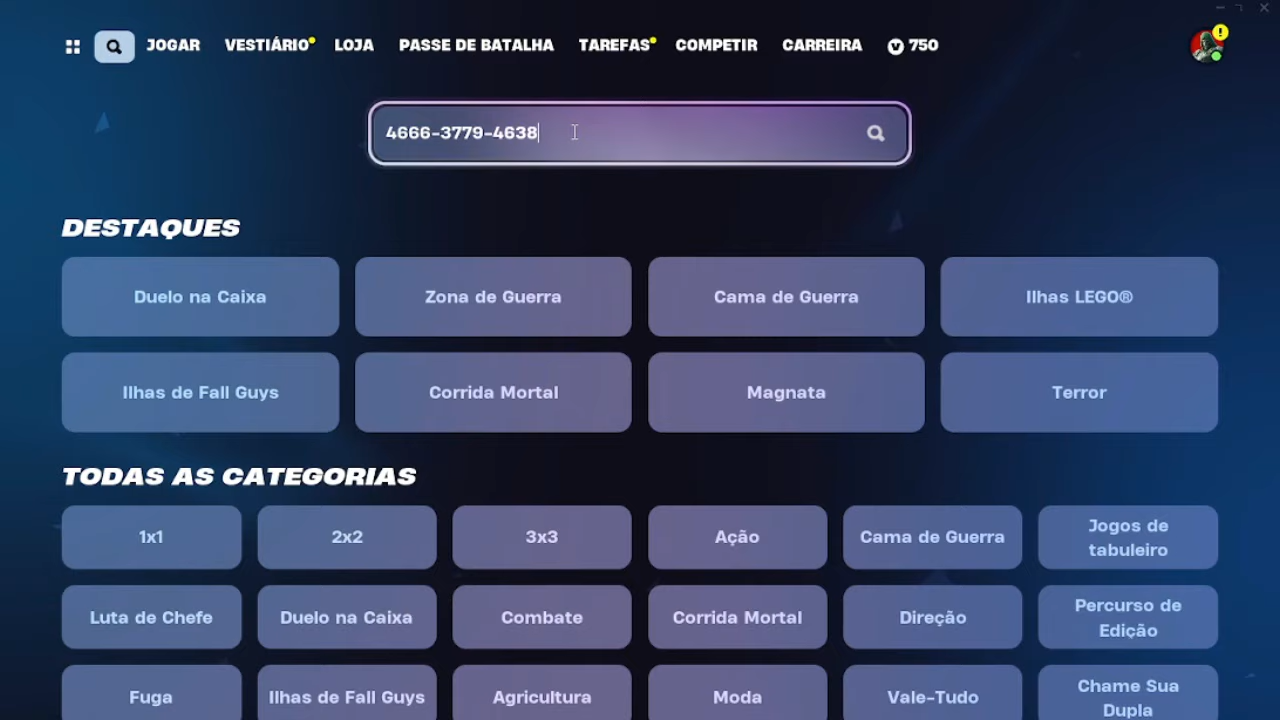 JOGAR VESTIÁRIO LOJA PASSE DE BATALHA TAREFAS COMPETIR CARREIRA 750
4666-3779-4638
DESTAQUES
Duelo na Caixa Zona de Guerra Cama de Guerra Ilhas LEGO®
Ilhas de Fall Guys Corrida Mortal Magnata Terror
TODAS AS CATEGORIAS
1x1 2x2 3x3 Ação Cama de Guerra Jogos de
tabuleiro
Luta de Chefe Duelo na Caixa Combate Corrida Mortal Direção Percurso de
Edição
Fuga Ilhas de Fall Guys Agricultura Moda Vale-Tudo Chame Sua
Dupla